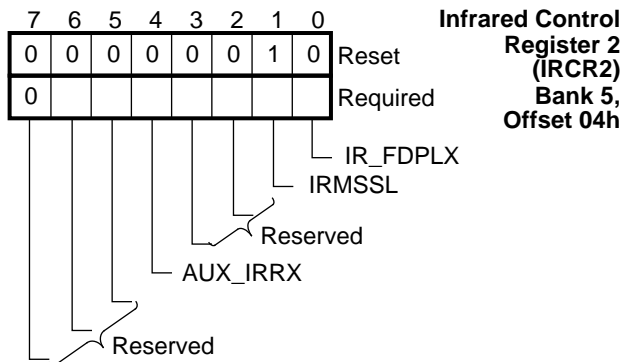 7 6 5 4 3 2 1 0
Infrared Control
Register 2
(IRCR2)
Bank 5,
Offset 04h
0 0 0 0 0 0 1 0 Reset
0 Required
IR_FDPLX
IRMSSL
Reserved
AUX_IRRX
Reserved